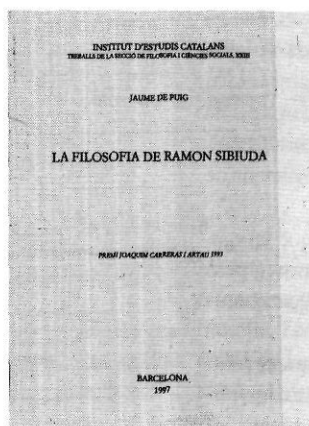 INSTITUT D'ESTUDIS CATALANS
TREBALLS DE LA SECCIÓ DE FILOSOFIA I CIÈNCIES SOCIALS, XXIII
JAUME DE PUIG
LA FILOSOFIA DE RAMON SIBIUDA
PREMI JOAQUIM CARRERAS I ARTAU 1993
BARCELONA
1997